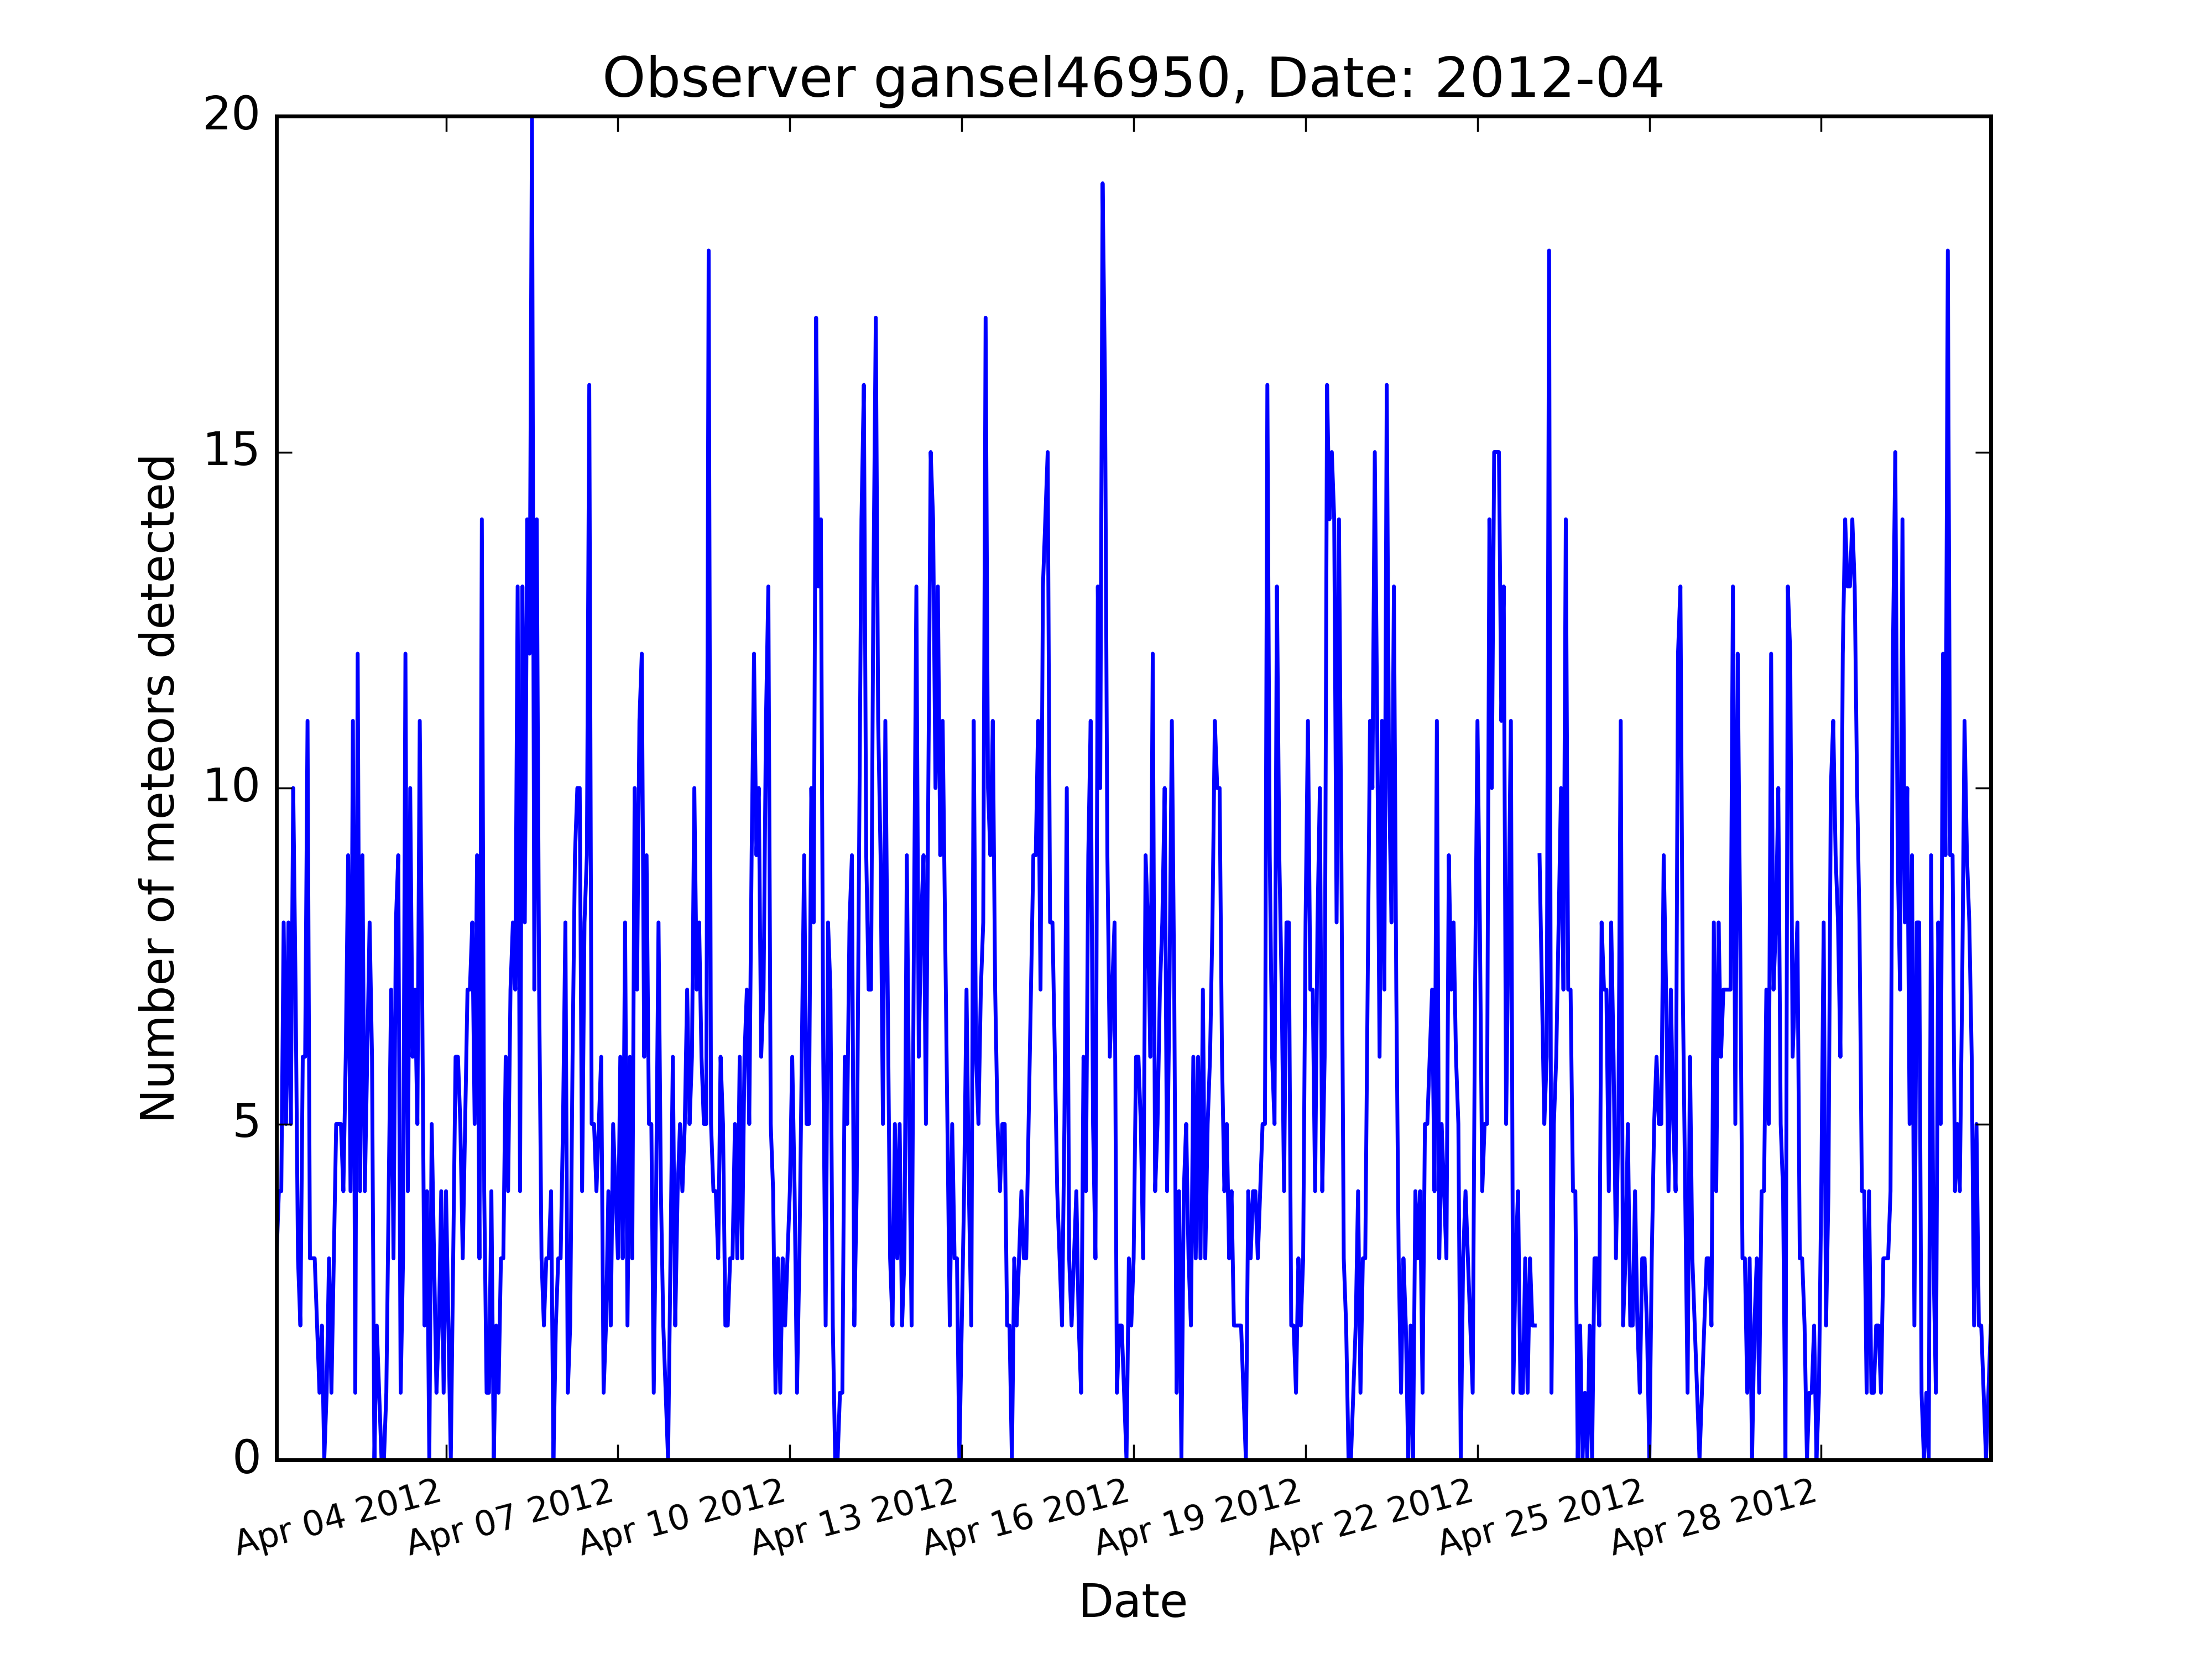 Observer gansel46950, Date: 2012-04
20
15
10
5
0
Number of meteors detected
Apr 04 2012
Apr 07 2012
Apr 10 2012
Apr 13 2012
Apr 16 2012
Apr 19 2012
Apr 22 2012
Apr 25 2012
Apr 28 2012
Date